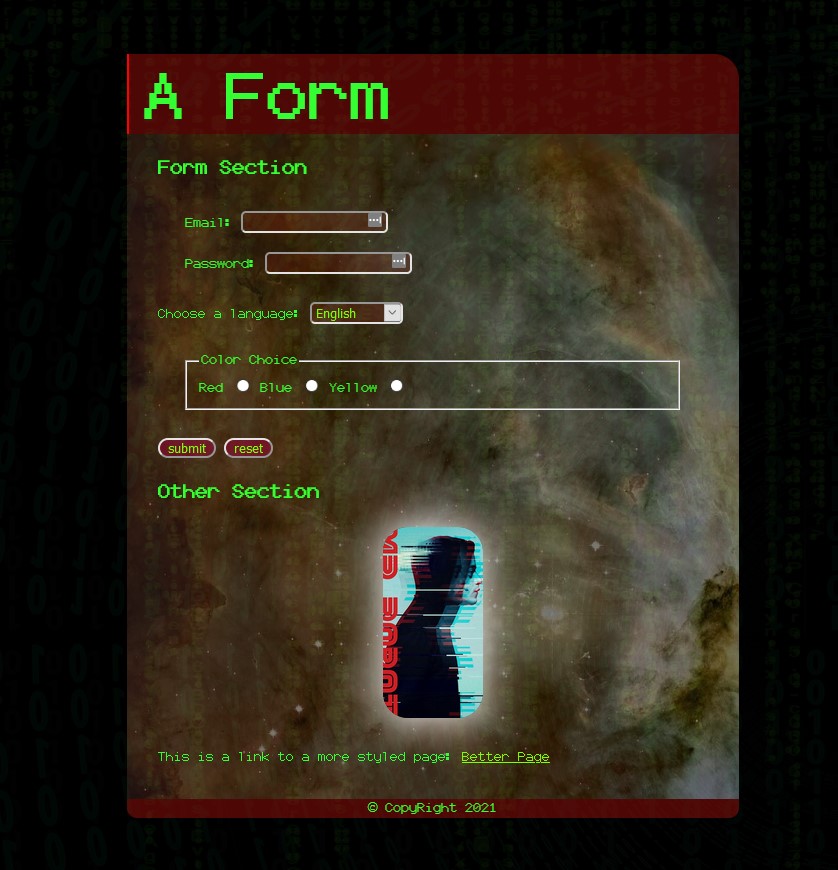 A Form
Form Section
Email:
Password:
Choose a language: English
Color Choice
Red Blue Yellow
submit reset
Other Section
This is a link to a more styled page: Better Page
© CopyRight 2021